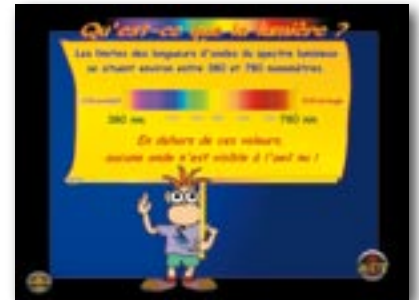 Qu'est-ce que la lumière ?
Les limites des longueurs d'ondes du spectre lumineux
se situent environ entre 380 et 780 nanomètres.
Ultraviolet Infrarouge
380 nm 780 nm
En dehors de ces valeurs,
aucune onde n'est visible à l'oeil nu !